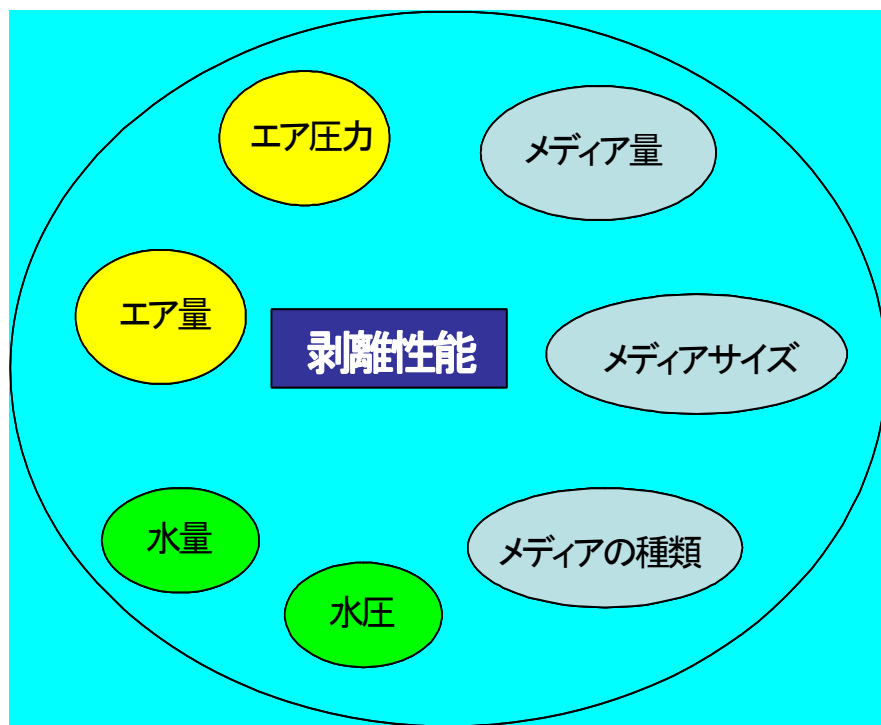 エア圧力
メディア量
エア量
剥離性能
メディアサイズ
水量
メディアの種類
水圧